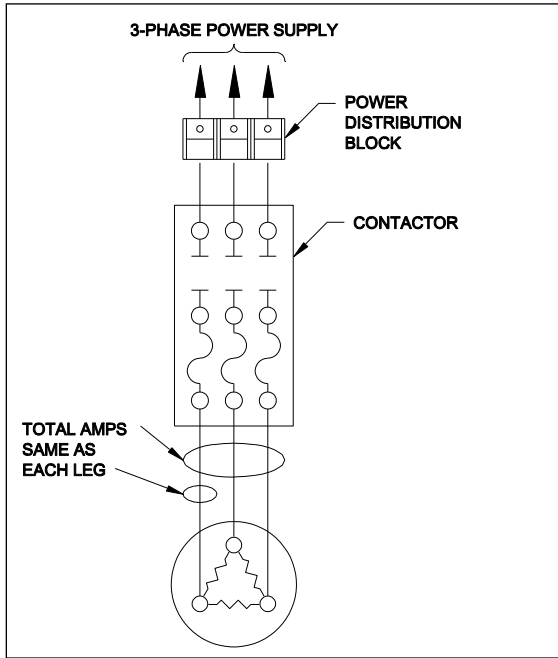 3-PHASE POWER SUPPLY
POWER
DISTRIBUTION
BLOCK
CONTACTOR
TOTAL AMPS
SAME AS
EACH LEG